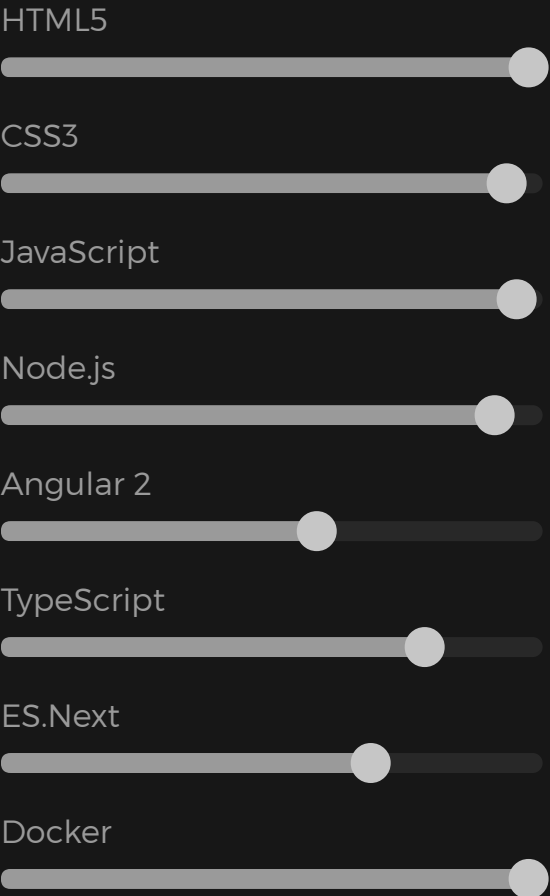 HTML5
CSS3
JavaScript
Node.js
Angular 2
TypeScript
ES.Next
Docker